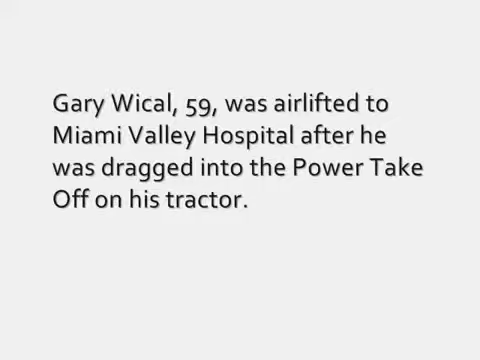 Gary Wical, 59, was airlifted to
Miami Valley Hospital after he
was dragged into the Power Take
Off on his tractor.